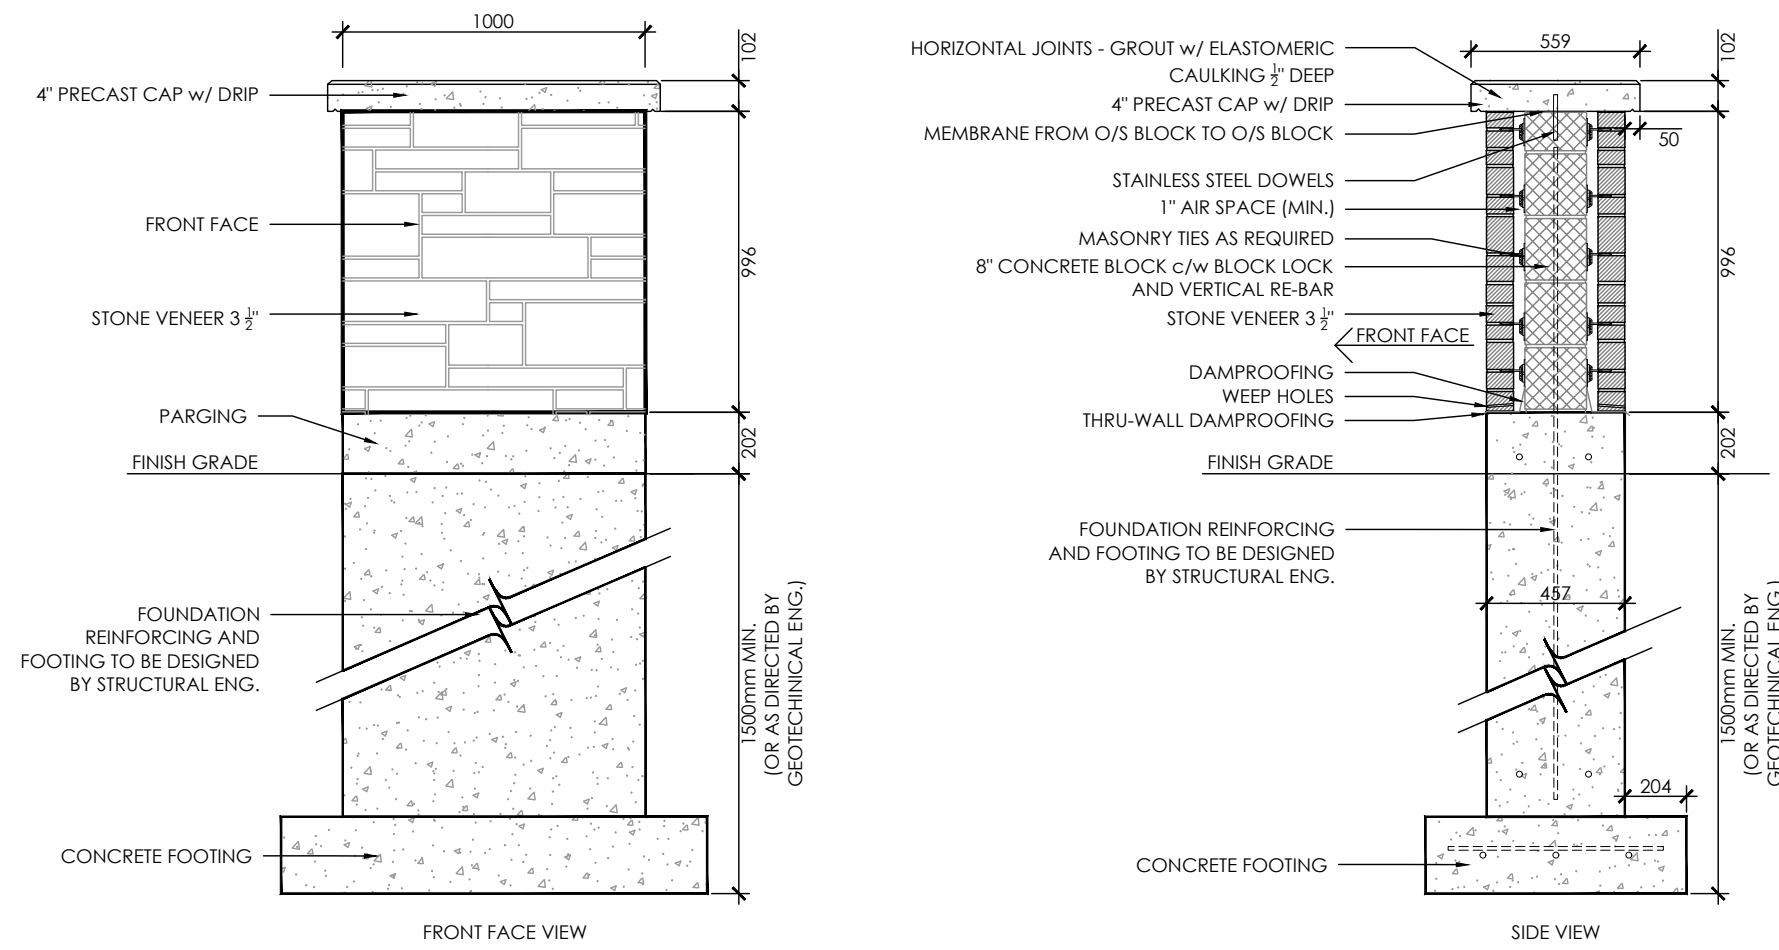 1000
102
4" PRECAST CAP w/ DRIP
FRONT FACE
996
STONE VENEER 3 ½"
PARGING
202
FINISH GRADE
FOUNDATION
REINFORCING AND
FOOTING TO BE DESIGNED
BY STRUCTURAL ENG.
1500mm MIN.
(OR AS DIRECTED BY
GEOTECHINICAL ENG.)
CONCRETE FOOTING
FRONT FACE VIEW
HORIZONTAL JOINTS - GROUT w/ ELASTOMERIC
CAULKING ½" DEEP
4" PRECAST CAP w/ DRIP
MEMBRANE FROM O/S BLOCK TO O/S BLOCK
STAINLESS STEEL DOWELS
1" AIR SPACE (MIN.)
MASONRY TIES AS REQUIRED
8" CONCRETE BLOCK c/w BLOCK LOCK
AND VERTICAL RE-BAR
STONE VENEER 3 ½"
FRONT FACE
DAMPROOFING
WEEP HOLES
THRU-WALL DAMPROOFING
FINISH GRADE
FOUNDATION REINFORCING
AND FOOTING TO BE DESIGNED
BY STRUCTURAL ENG.
CONCRETE FOOTING
559
102
50
996
202
457
204
1500mm MIN.
(OR AS DIRECTED BY
GEOTECHINICAL ENG.)
SIDE VIEW